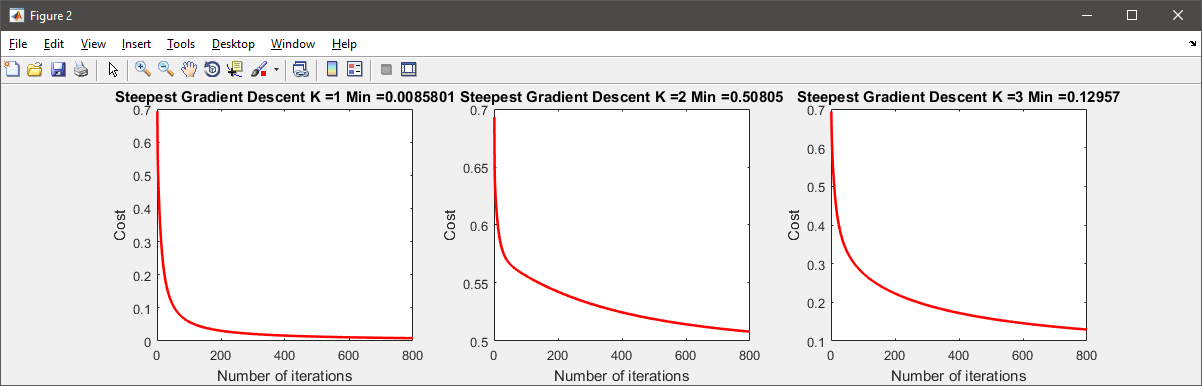 Figure 2
File Edit View Insert Tools Desktop Window Help
Steepest Gradient Descent K =1 Min =0.0085801
0.7
0.6
0.5
0.4
0.3
0.2
0.1
0
Cost
0 200 400 600 800
Number of iterations
Steepest Gradient Descent K =2 Min =0.50805
0.7
0.65
0.6
0.55
0.5
Cost
0 200 400 600 800
Number of iterations
Steepest Gradient Descent K =3 Min =0.12957
0.7
0.6
0.5
0.4
0.3
0.2
0.1
Cost
0 200 400 600 800
Number of iterations